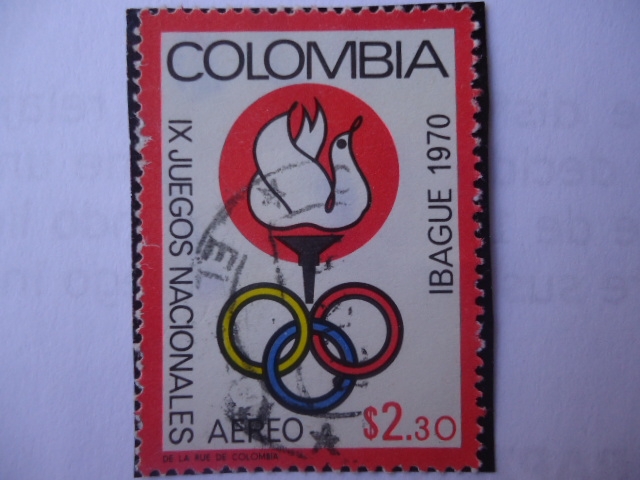 COLOMBIA
IX JUEGOS NACIONALES
IBAGUE 1970
AEREO $2.30
DE LA RUE DE COLOMBIA